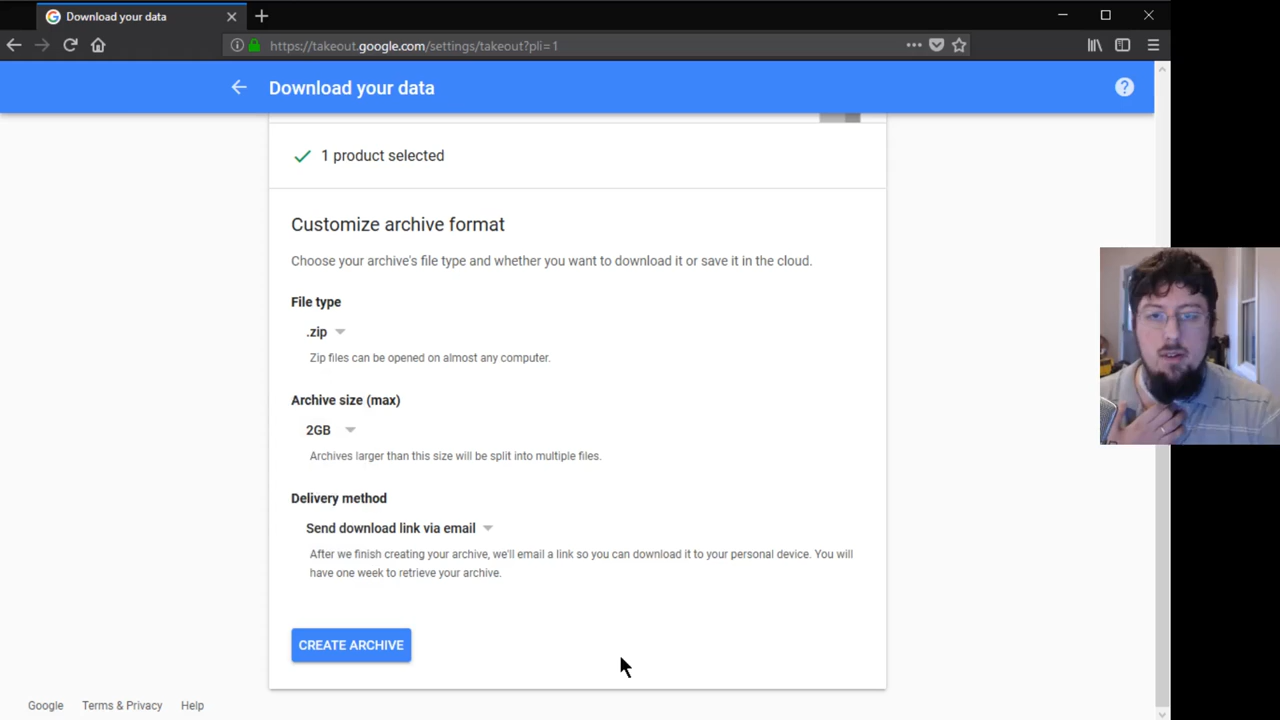 Download your data
https://takeout.google.com/settings/takeout?pli=1
Download your data
1 product selected
Customize archive format
Choose your archive's file type and whether you want to download it or save it in the cloud.
File type
.zip
Zip files can be opened on almost any computer.
Archive size (max)
2GB
Archives larger than this size will be split into multiple files.
Delivery method
Send download link via email
After we finish creating your archive, we'll email a link so you can download it to your personal device. You will
have one week to retrieve your archive.
CREATE ARCHIVE
Google Terms & Privacy Help